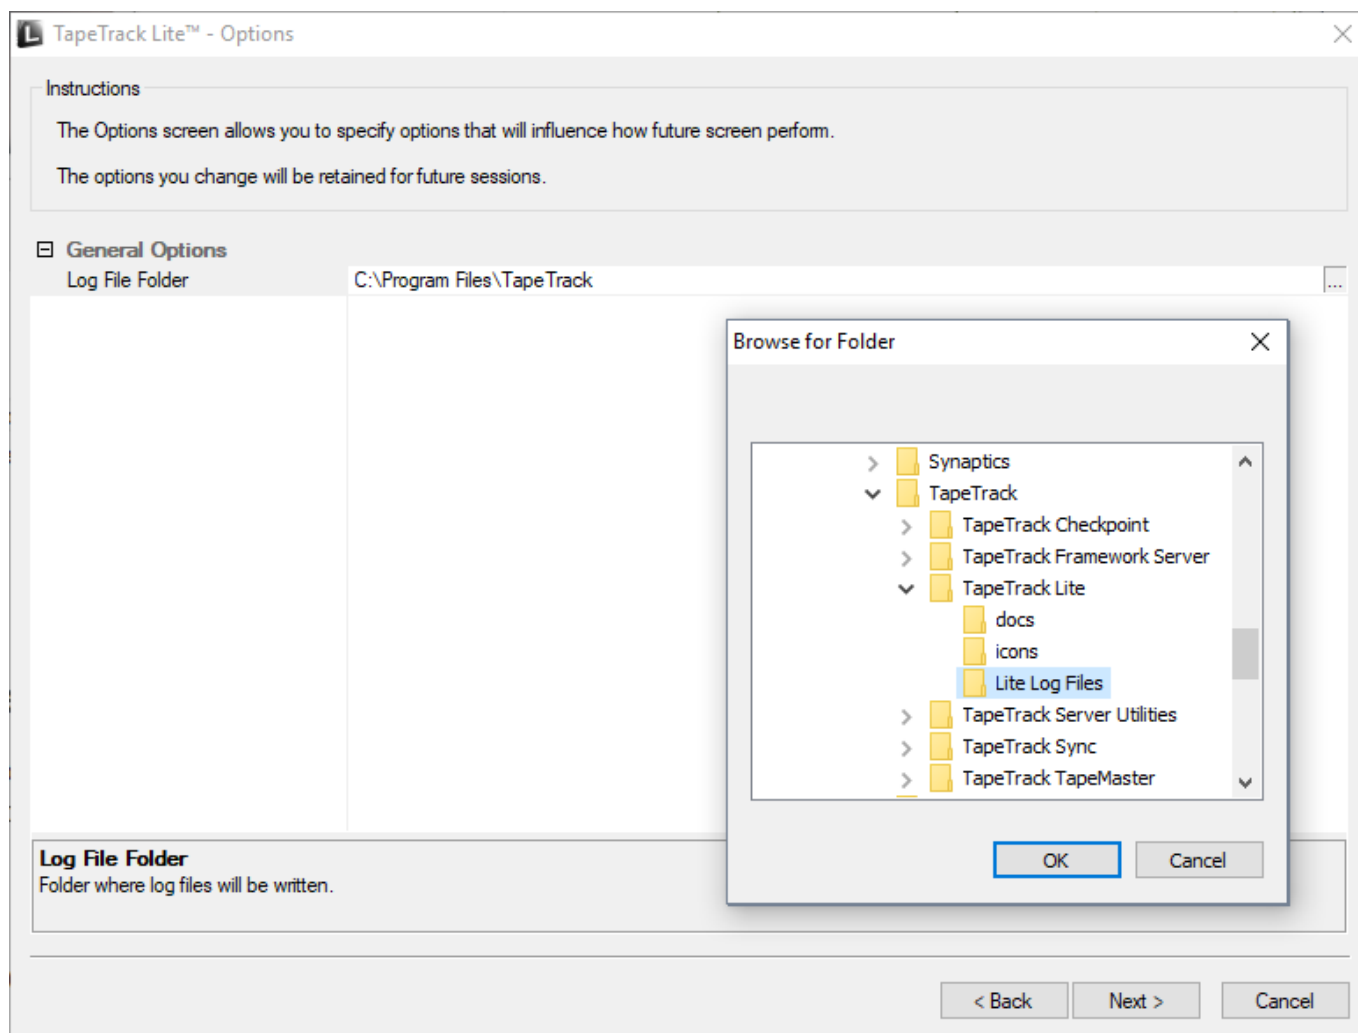 TapeTrack Lite™ - Options
Instructions
The Options screen allows you to specify options that will influence how future screen perform.
The options you change will be retained for future sessions.
General Options
Log File Folder C:\Program Files\TapeTrack ...
Browse for Folder
Synaptics
TapeTrack
TapeTrack Checkpoint
TapeTrack Framework Server
TapeTrack Lite
docs
icons
Lite Log Files
TapeTrack Server Utilities
TapeTrack Sync
TapeTrack TapeMaster
OK Cancel
Log File Folder
Folder where log files will be written.
< Back Next > Cancel